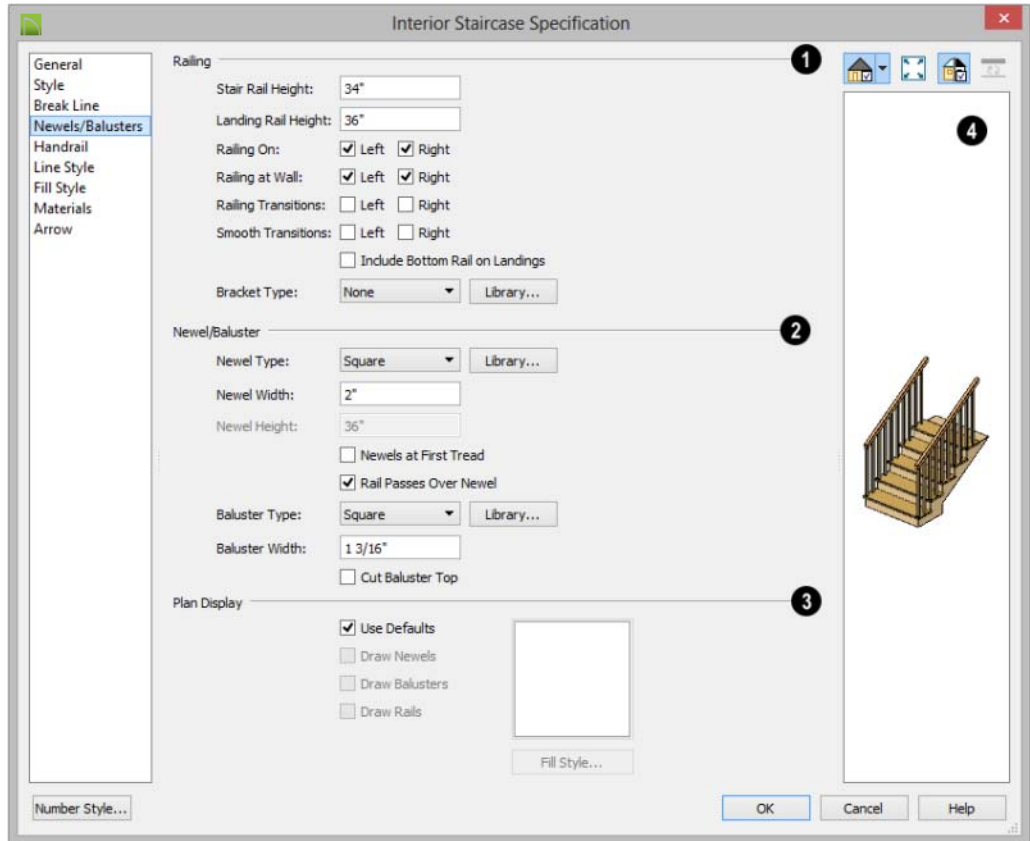 Interior Staircase Specification
General
Style
Break Line
Newels/Balusters
Handrail
Line Style
Fill Style
Materials
Arrow
Railing
1
Stair Rail Height: 34"
Landing Rail Height: 36"
Railing On: Left Right
Railing at Wall: Left Right
Railing Transitions: Left Right
Smooth Transitions: Left Right
Include Bottom Rail on Landings
Bracket Type: None Library...
Newel/Baluster
2
Newel Type: Square Library...
Newel Width: 2"
Newel Height: 36"
Newels at First Tread
Rail Passes Over Newel
Baluster Type: Square Library...
Baluster Width: 1 3/16"
Cut Baluster Top
Plan Display
3
Use Defaults
Draw Newels
Draw Balusters
Draw Rails
Fill Style...
4
Number Style...
OK
Cancel
Help